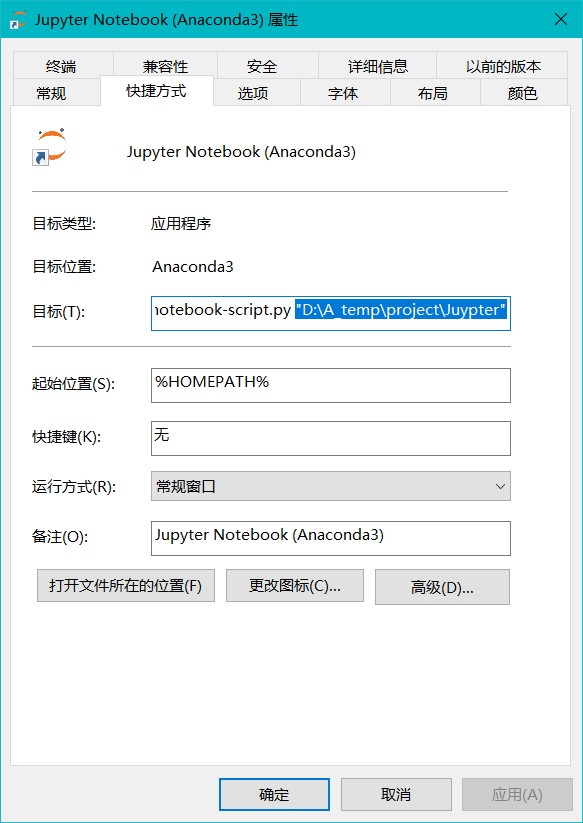 Jupyter Notebook (Anaconda3) 属性
终端 兼容性 安全 详细信息 以前的版本
常规 快捷方式 选项 字体 布局 颜色
Jupyter Notebook (Anaconda3)
目标类型: 应用程序
目标位置: Anaconda3
目标(T): notebook-script.py "D:\A_temp\project\Juypter"
起始位置(S): %HOMEPATH%
快捷键(K): 无
运行方式(R): 常规窗口
备注(O): Jupyter Notebook (Anaconda3)
打开文件所在的位置(F) 更改图标(C)... 高级(D)...
确定 取消 应用(A)